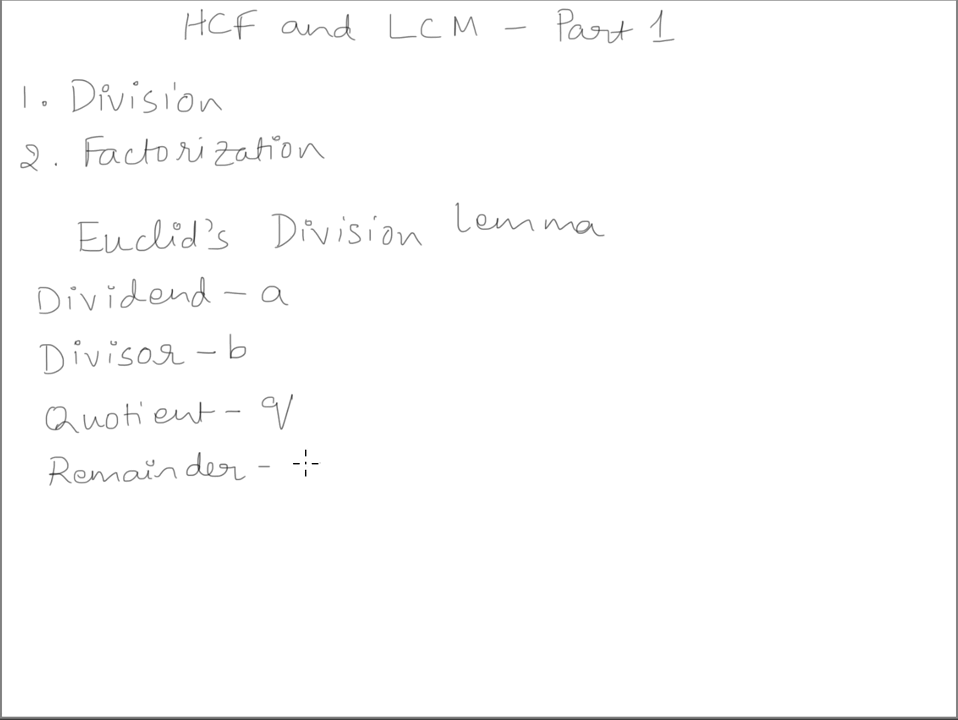 HCF and LCM - Part 1
1. Division
2. Factorization
Euclid's Division Lemma
Dividend - a
Divisor - b
Quotient - q
Remainder -